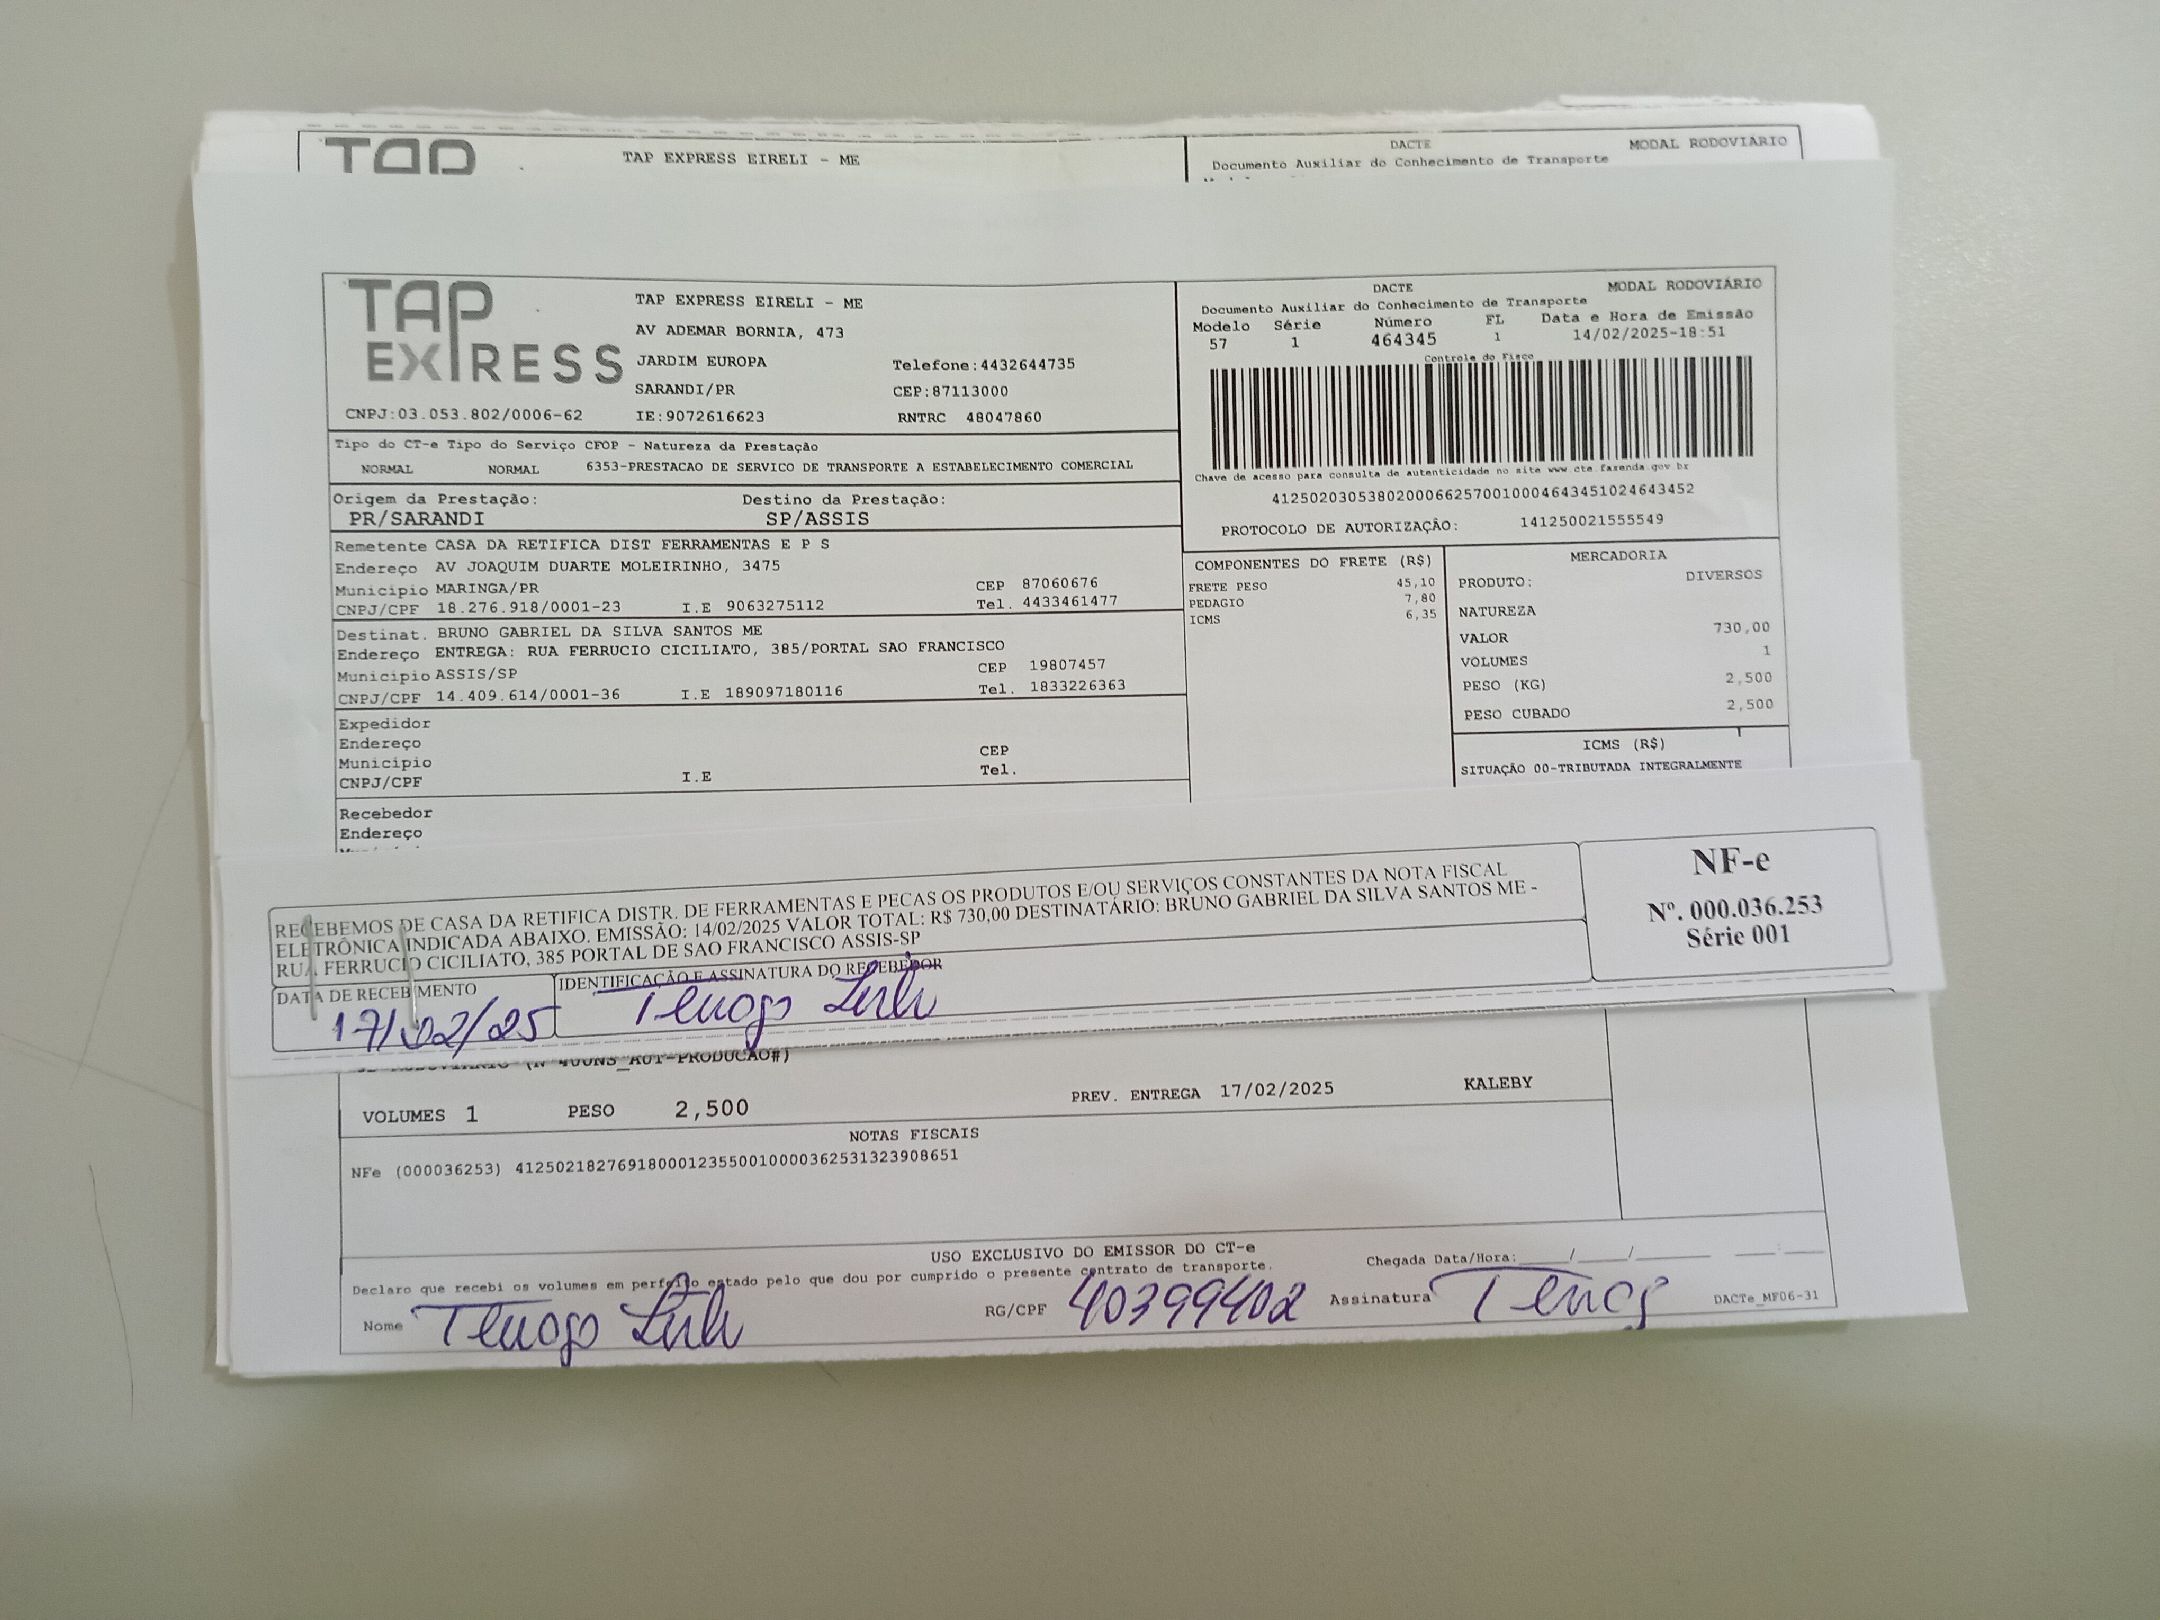 TAP
TAP EXPRESS EIRELI - ME
DACTE
MODAL RODOVIÁRIO
Documento Auxiliar do Conhecimento de Transporte
TAP EXPRESS
TAP EXPRESS EIRELI - ME
AV ADEMAR BORNIA, 473
JARDIM EUROPA
Telefone:4432644735
SARANDI/PR
CEP:87113000
CNPJ:03.053.802/0006-62
IE:9072616623
RNTRC 48047860
DACTE
MODAL RODOVIÁRIO
Documento Auxiliar do Conhecimento de Transporte
Modelo Série Número FL Data e Hora de Emissão
57 1 464345 1 14/02/2025-18:51
Controle do Fisco
Chave de acesso para consulta de autenticidade no site www.cte.fazenda.gov br
41250203053802000662570010004643451024643452
PROTOCOLO DE AUTORIZAÇÃO: 141250021555549
Tipo do CT-e Tipo do Serviço CFOP - Natureza da Prestação
NORMAL NORMAL 6353-PRESTACAO DE SERVICO DE TRANSPORTE A ESTABELECIMENTO COMERCIAL
Origem da Prestação: Destino da Prestação:
PR/SARANDI SP/ASSIS
Remetente CASA DA RETIFICA DIST FERRAMENTAS E P S
Endereço AV JOAQUIM DUARTE MOLEIRINHO, 3475
Municipio MARINGA/PR CEP 87060676
CNPJ/CPF 18.276.918/0001-23 I.E 9063275112 Tel. 4433461477
Destinat. BRUNO GABRIEL DA SILVA SANTOS ME
Endereço ENTREGA: RUA FERRUCIO CICILIATO, 385/PORTAL SAO FRANCISCO
Municipio ASSIS/SP CEP 19807457
CNPJ/CPF 14.409.614/0001-36 I.E 189097180116 Tel. 1833226363
Expedidor
Endereço
Município CEP
CNPJ/CPF I.E Tel.
Recebedor
Endereço
COMPONENTES DO FRETE (R$)
FRETE PESO 45,10
PEDAGIO 7,80
ICMS 6,35
MERCADORIA
PRODUTO: DIVERSOS
NATUREZA
VALOR 730,00
VOLUMES 1
PESO (KG) 2,500
PESO CUBADO 2,500
ICMS (R$)
SITUAÇÃO 00-TRIBUTADA INTEGRALMENTE
RECEBEMOS DE CASA DA RETIFICA DISTR. DE FERRAMENTAS E PECAS OS PRODUTOS E/OU SERVIÇOS CONSTANTES DA NOTA FISCAL
ELETRÔNICA INDICADA ABAIXO. EMISSÃO: 14/02/2025 VALOR TOTAL: R$ 730,00 DESTINATÁRIO: BRUNO GABRIEL DA SILVA SANTOS ME -
RUA FERRUCIO CICILIATO, 385 PORTAL DE SAO FRANCISCO ASSIS-SP
DATA DE RECEBIMENTO
IDENTIFICAÇÃO E ASSINATURA DO RECEBEDOR
17/02/25
NF-e
Nº. 000.036.253
Série 001
VOLUMES 1 PESO 2,500 PREV. ENTREGA 17/02/2025 KALEBY
NOTAS FISCAIS
NFe (000036253) 41250218276918000123550010000362531323908651
USO EXCLUSIVO DO EMISSOR DO CT-e
Chegada Data/Hora:
Declaro que recebi os volumes em perfeito estado pelo que dou por cumprido o presente contrato de transporte.
Nome RG/CPF 40399402 Assinatura
DACTe_MF06-31